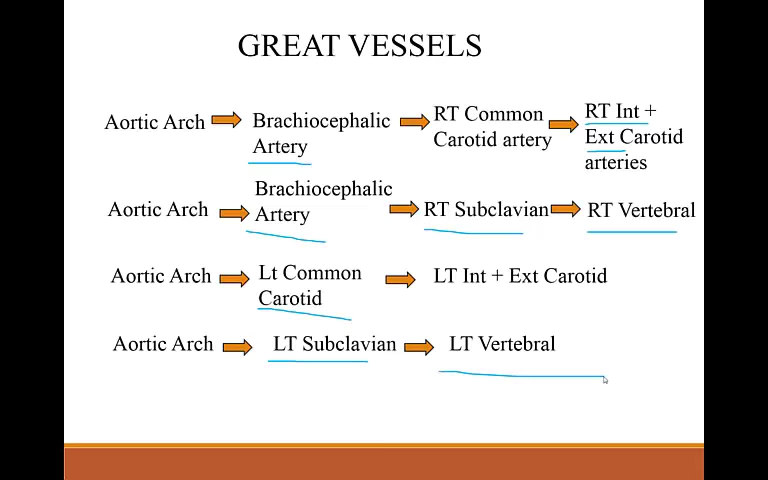 GREAT VESSELS
Aortic Arch
Brachiocephalic
Artery
RT Common
Carotid artery
RT Int +
Ext Carotid
arteries
Aortic Arch
Brachiocephalic
Artery
RT Subclavian
RT Vertebral
Aortic Arch
Lt Common
Carotid
LT Int + Ext Carotid
Aortic Arch
LT Subclavian
LT Vertebral